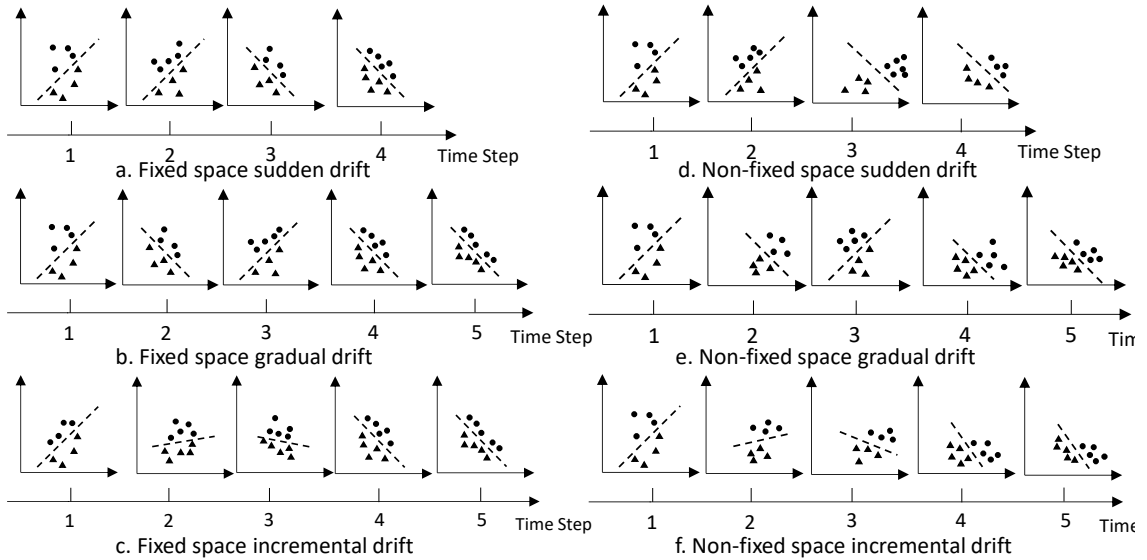 1 2 3 4 Time Step
a. Fixed space sudden drift
1 2 3 4 Time Step
d. Non-fixed space sudden drift
1 2 3 4 5 Time Step
b. Fixed space gradual drift
1 2 3 4 5 Tim
e. Non-fixed space gradual drift
1 2 3 4 5 Time Step
c. Fixed space incremental drift
1 2 3 4 5 Time
f. Non-fixed space incremental drift